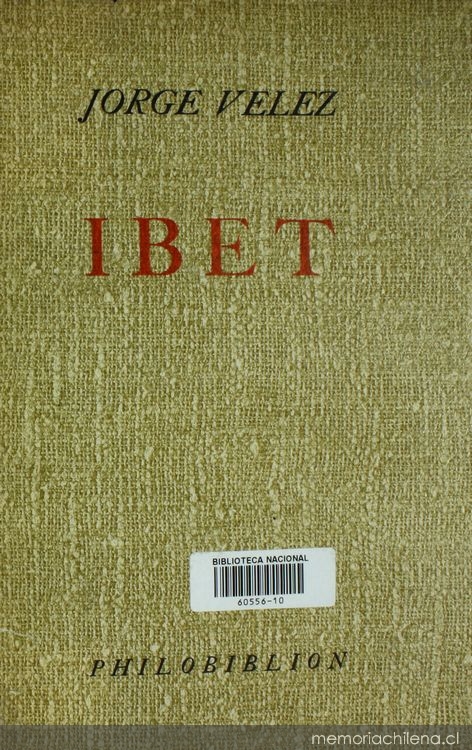 JORGE VELEZ
IBET
BIBLIOTECA NACIONAL
60556-10
PHILOBIBLION
memoriachilena.cl